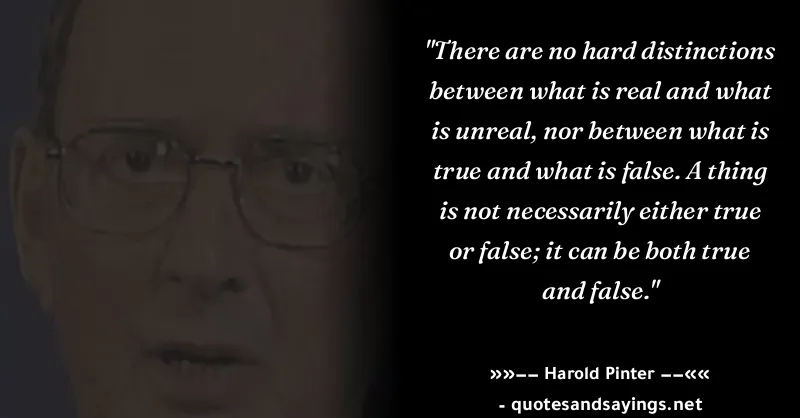 "There are no hard distinctions
between what is real and what
is unreal, nor between what is
true and what is false. A thing
is not necessarily either true
or false; it can be both true
and false."
»»−− Harold Pinter −−««
- quotesandsayings.net